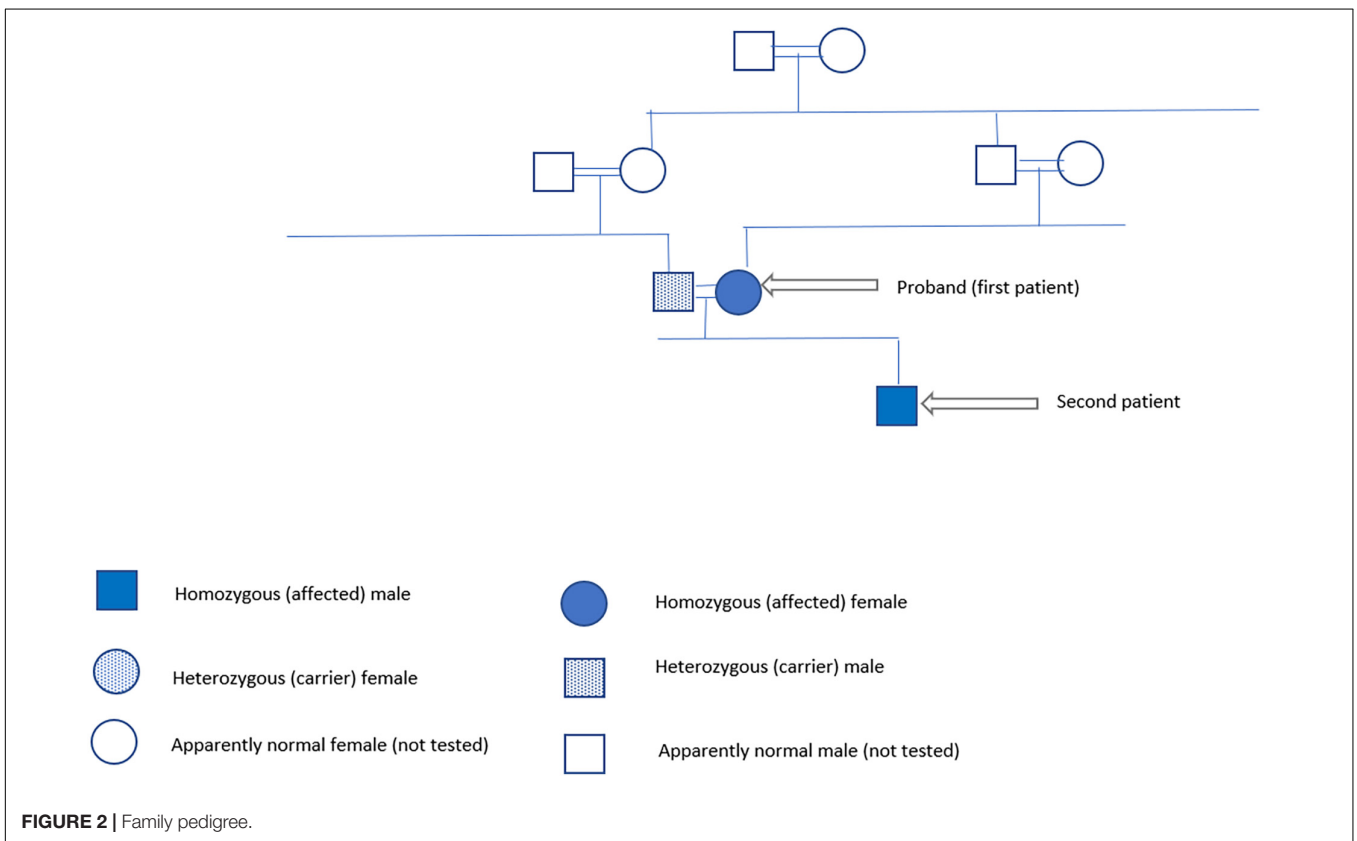 Proband (first patient)
Second patient
Homozygous (affected) male
Homozygous (affected) female
Heterozygous (carrier) female
Heterozygous (carrier) male
Apparently normal female (not tested)
Apparently normal male (not tested)
FIGURE 2 | Family pedigree.